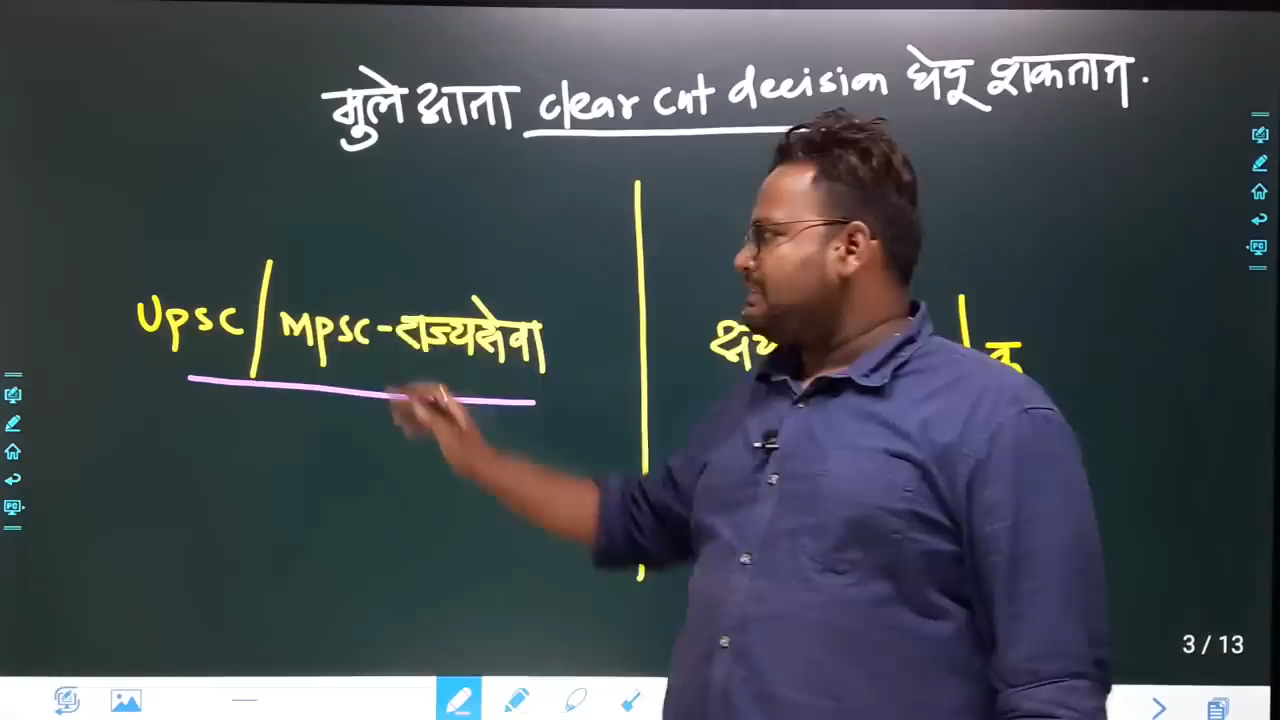 मुले आता clear cut decision घेवू शकतात.
Upsc / Mpsc-राज्यसेवा
3 / 13